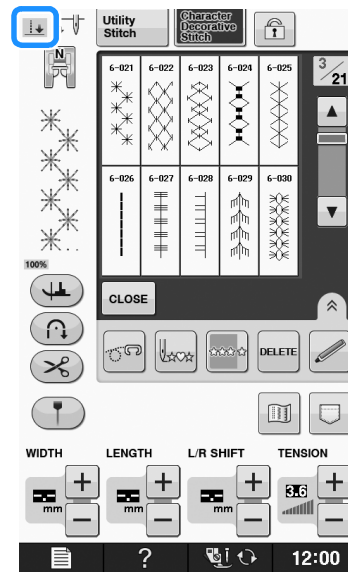 Utility
Stitch
Character
Decorative
Stitch
N
3/21
6-021 6-022 6-023 6-024 6-025
6-026 6-027 6-028 6-029 6-030
100%
CLOSE
DELETE
WIDTH LENGTH L/R SHIFT TENSION
mm mm mm 3.6
? 12:00